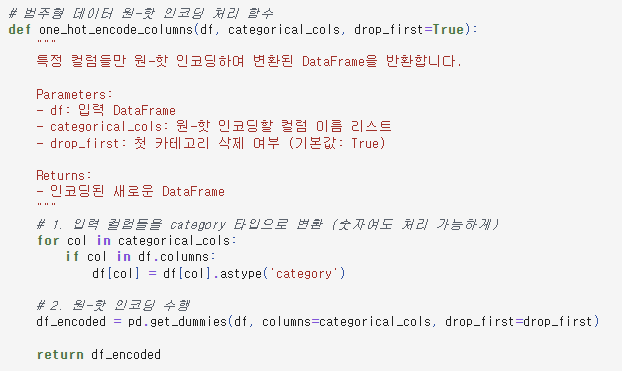 # 범주형 데이터 원-핫 인코딩 처리 함수
def one_hot_encode_columns(df, categorical_cols, drop_first=True):
    """
    특정 컬럼들만 원-핫 인코딩하여 변환된 DataFrame을 반환합니다.

    Parameters:
    - df: 입력 DataFrame
    - categorical_cols: 원-핫 인코딩할 컬럼 이름 리스트
    - drop_first: 첫 카테고리 삭제 여부 (기본값: True)

    Returns:
    - 인코딩된 새로운 DataFrame
    """
    # 1. 입력 컬럼들을 category 타입으로 변환 (숫자여도 처리 가능하게)
    for col in categorical_cols:
        if col in df.columns:
            df[col] = df[col].astype('category')

    # 2. 원-핫 인코딩 수행
    df_encoded = pd.get_dummies(df, columns=categorical_cols, drop_first=drop_first)

    return df_encoded